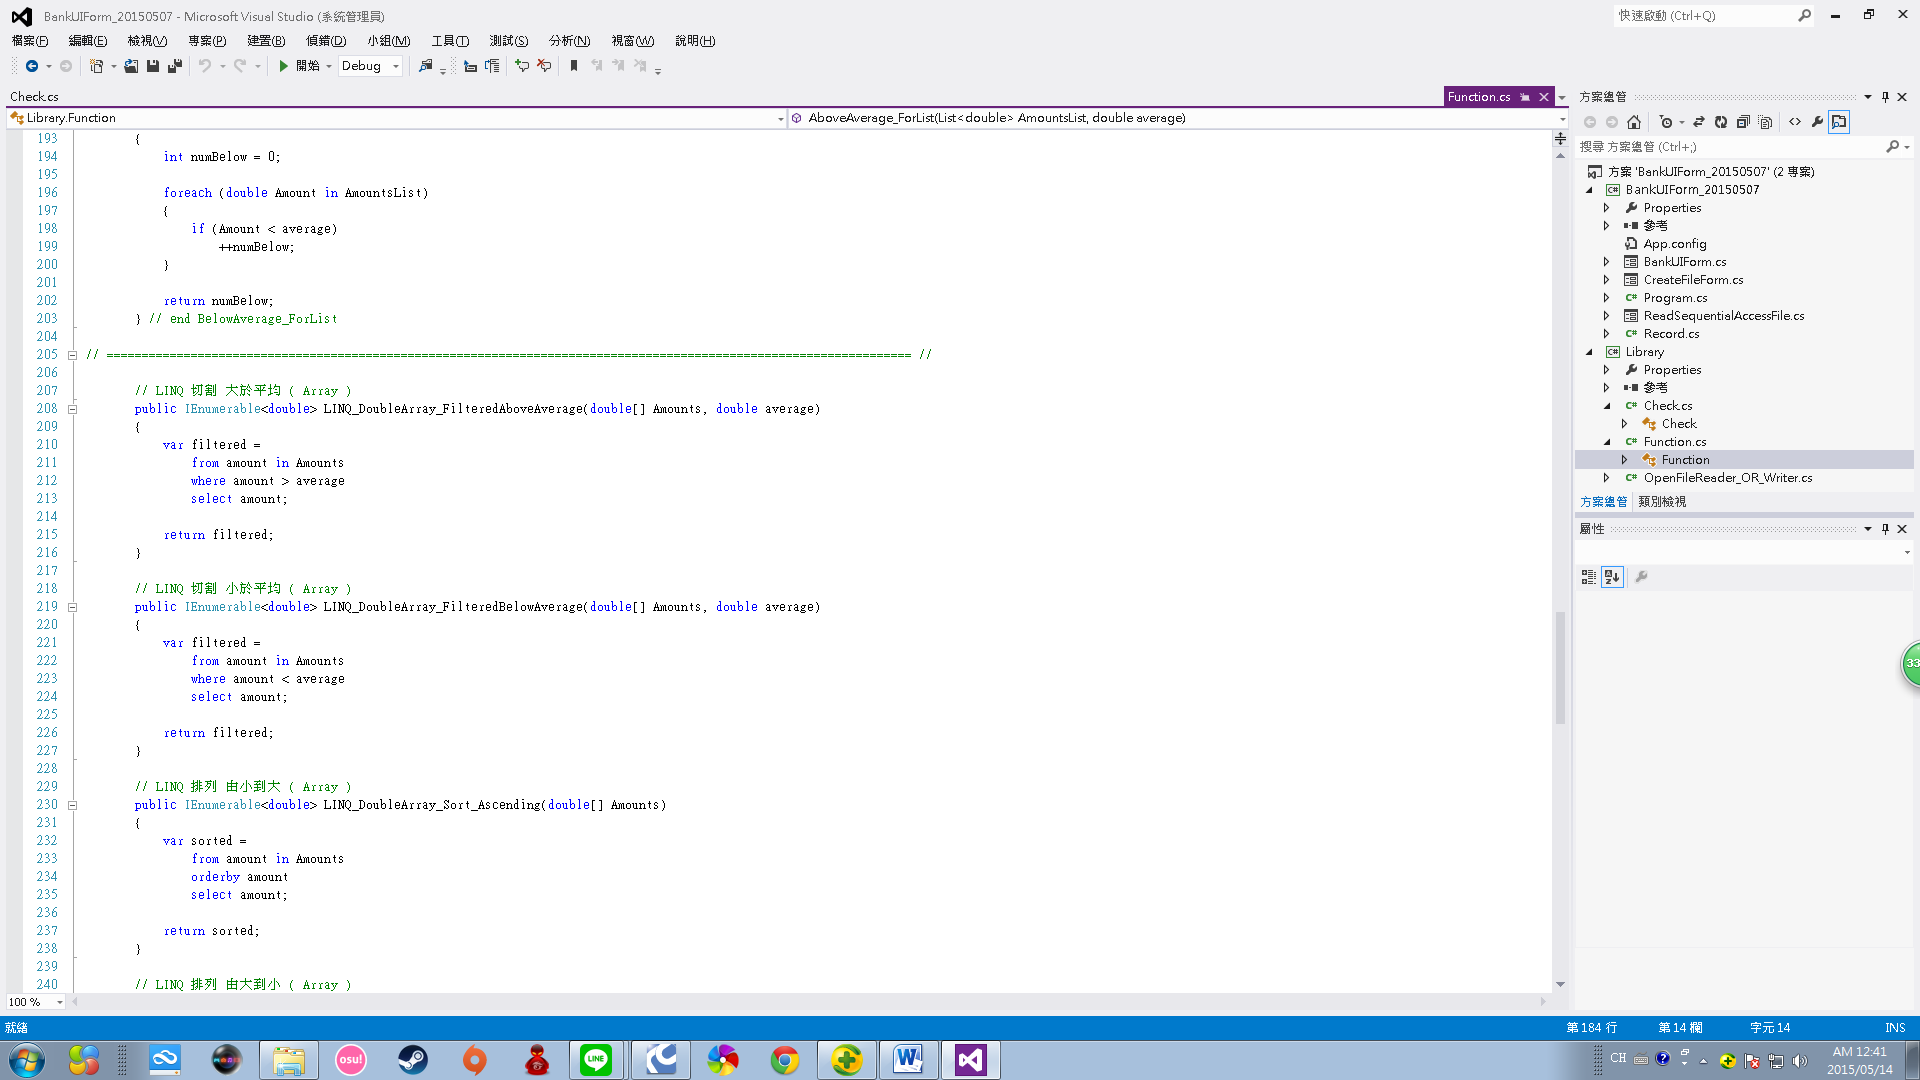 BankUIForm_20150507 - Microsoft Visual Studio (系統管理員)
快速啟動 (Ctrl+Q)
檔案(F) 編輯(E) 檢視(V) 專案(P) 建置(B) 偵錯(D) 小組(M) 工具(T) 測試(S) 分析(N) 視窗(W) 說明(H)
開始 Debug
Check.cs
Function.cs
Library.Function
AboveAverage_ForList(List<double> AmountsList, double average)
193 {
194 int numBelow = 0;
195
196 foreach (double Amount in AmountsList)
197 {
198 if (Amount < average)
199 ++numBelow;
200 }
201
202 return numBelow;
203 } // end BelowAverage_ForList
204
205 // =================================================================================================================== //
206
207 // LINQ 切割 大於平均 ( Array )
208 public IEnumerable<double> LINQ_DoubleArray_FilteredAboveAverage(double[] Amounts, double average)
209 {
210 var filtered =
211 from amount in Amounts
212 where amount > average
213 select amount;
214
215 return filtered;
216 }
217
218 // LINQ 切割 小於平均 ( Array )
219 public IEnumerable<double> LINQ_DoubleArray_FilteredBelowAverage(double[] Amounts, double average)
220 {
221 var filtered =
222 from amount in Amounts
223 where amount < average
224 select amount;
225
226 return filtered;
227 }
228
229 // LINQ 排列 由小到大 ( Array )
230 public IEnumerable<double> LINQ_DoubleArray_Sort_Ascending(double[] Amounts)
231 {
232 var sorted =
233 from amount in Amounts
234 orderby amount
235 select amount;
236
237 return sorted;
238 }
239
240 // LINQ 排列 由大到小 ( Array )
100 %
方案總管
搜尋 方案總管 (Ctrl+;)
方案 'BankUIForm_20150507' (2 專案)
BankUIForm_20150507
Properties
參考
App.config
BankUIForm.cs
CreateFileForm.cs
Program.cs
ReadSequentialAccessFile.cs
Record.cs
Library
Properties
參考
Check.cs
Check
Function.cs
Function
OpenFileReader_OR_Writer.cs
方案總管 類別檢視
屬性
33
就緒
第 184 行 第 14 欄 字元 14 INS
osu!
LINE
CH
AM 12:41
2015/05/14